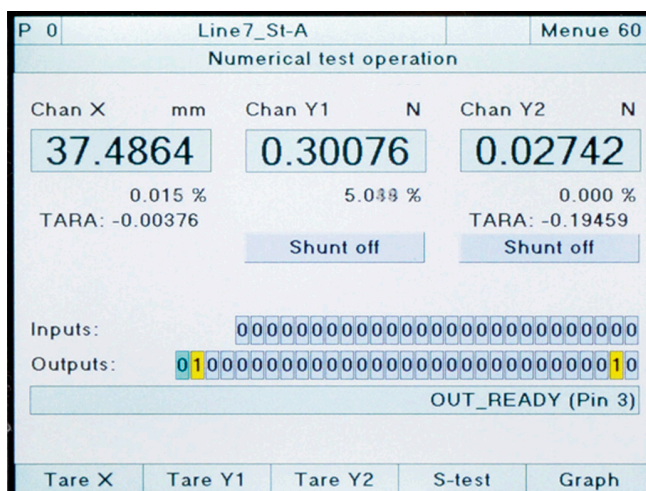 P 0 Line7_St-A Menue 60
Numerical test operation
Chan X mm Chan Y1 N Chan Y2 N
37.4864 0.30076 0.02742
0.015 % % 0.000 %
TARA: -0.00376 TARA: -0.19459
Shunt off Shunt off
Inputs: 000000000000000000000000000
Outputs: 0100000000000000000000000000010
OUT_READY (Pin 3)
Tare X Tare Y1 Tare Y2 S-test Graph